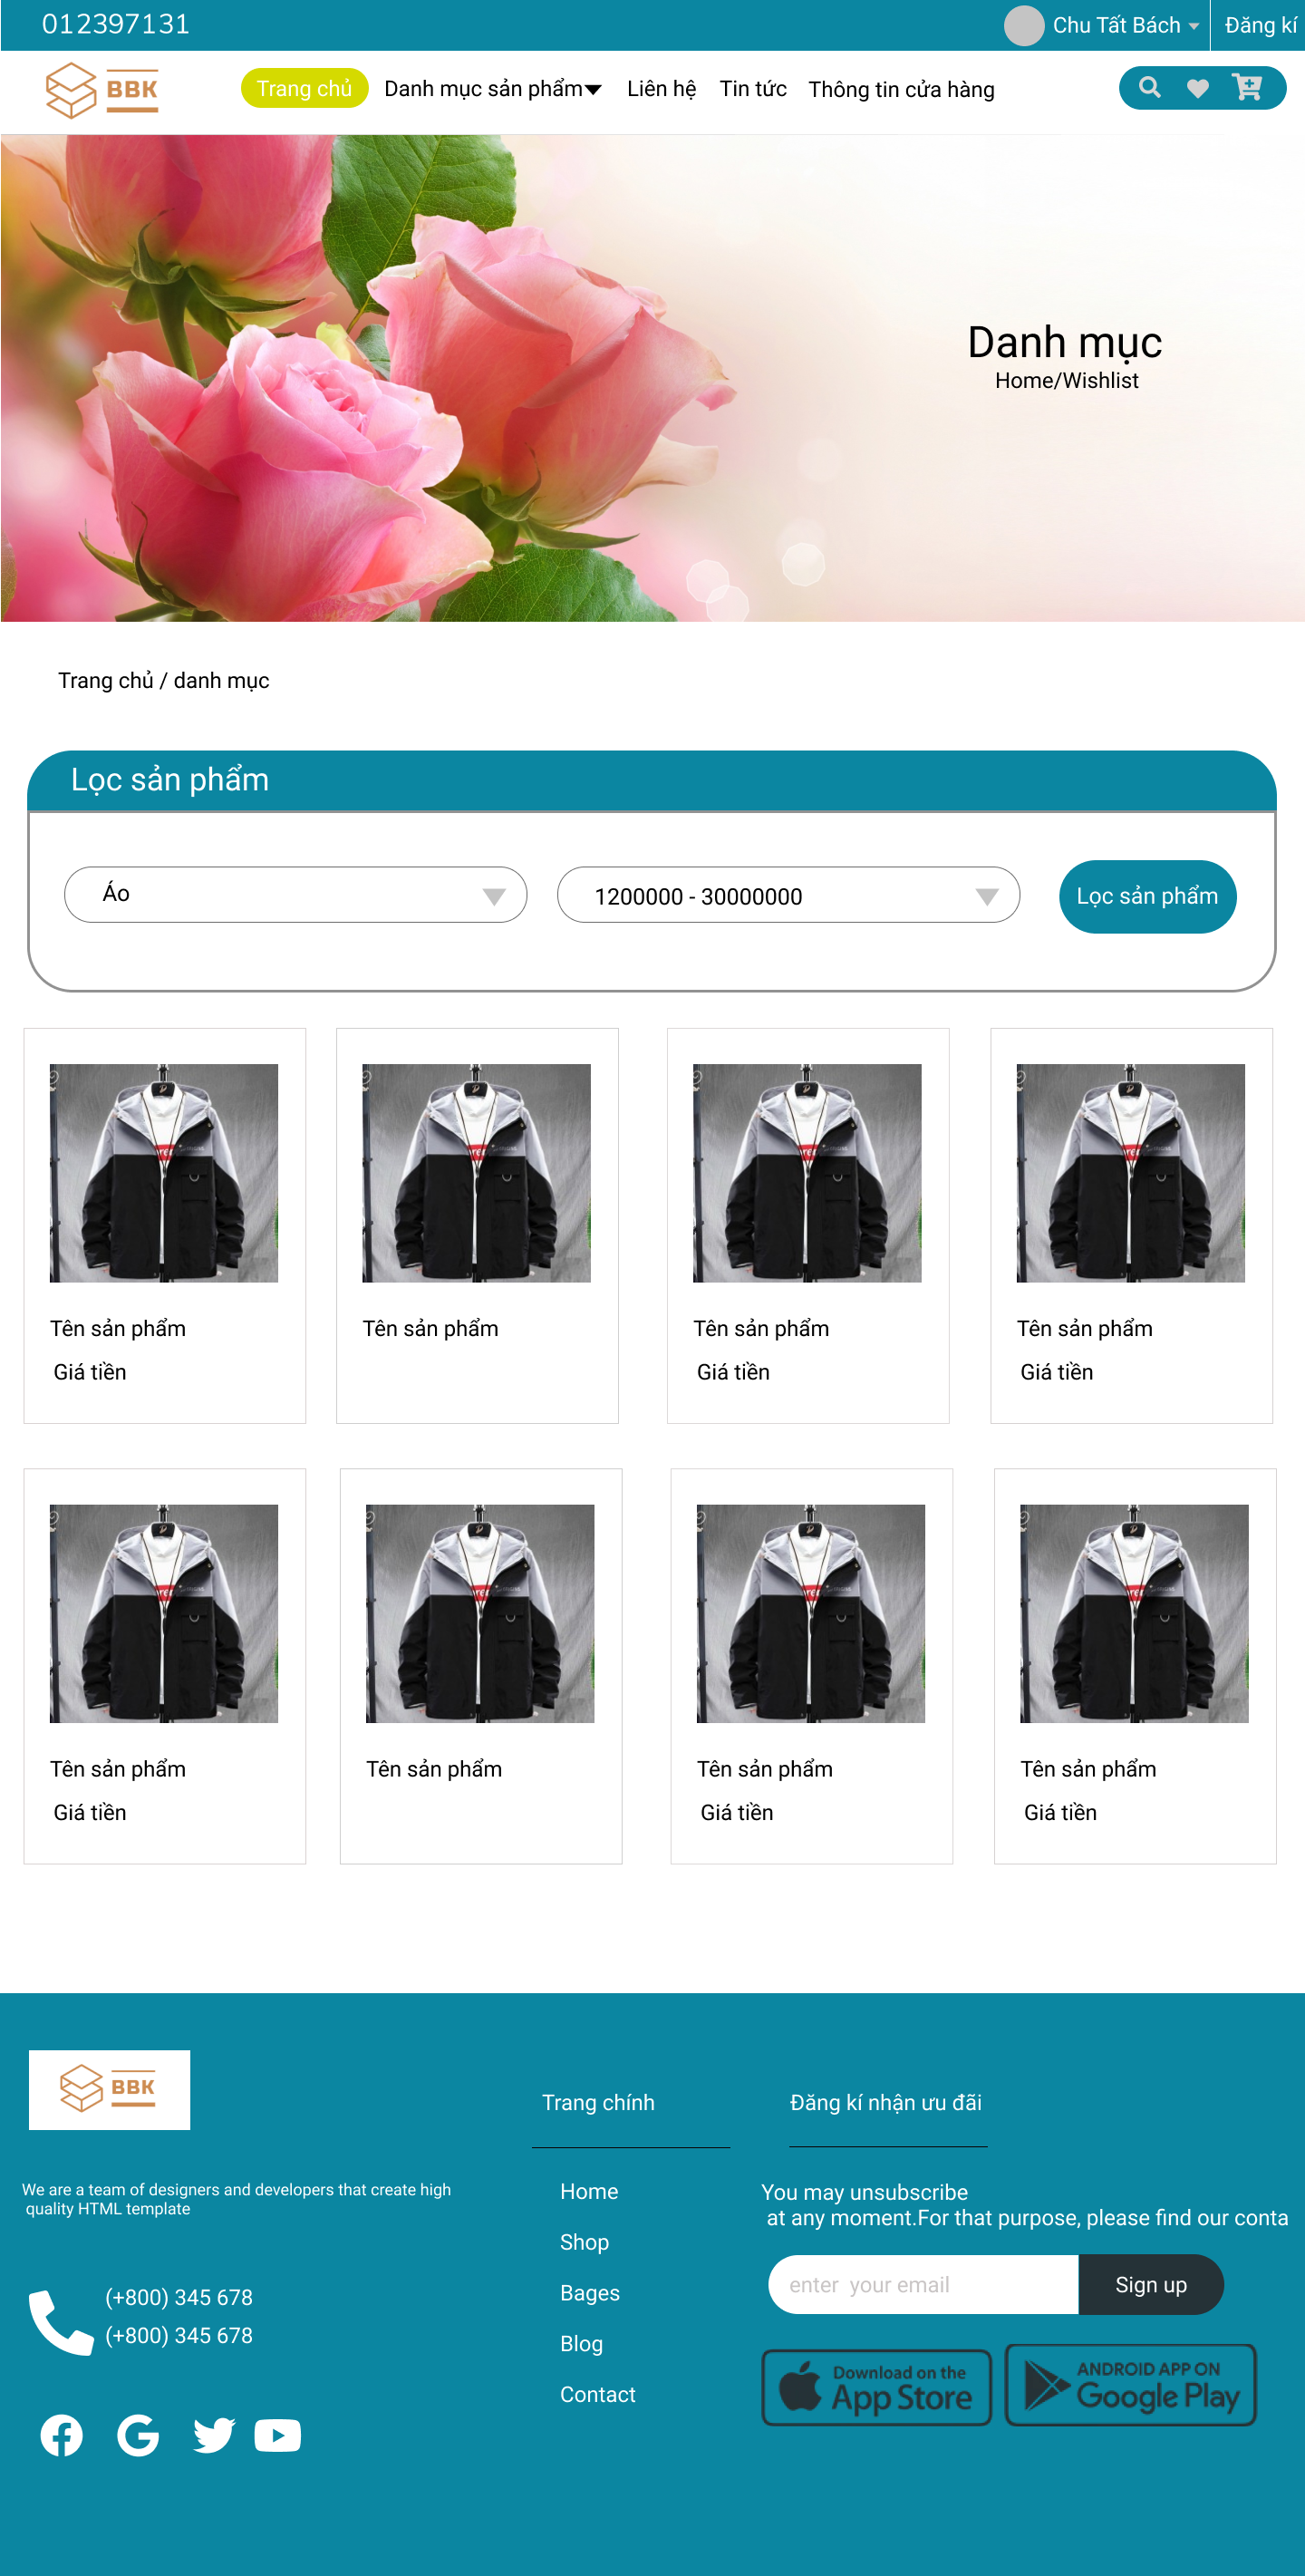 012397131
Chu Tất Bách
Đăng kí
BBK
Trang chủ
Danh mục sản phẩm
Liên hệ
Tin tức
Thông tin cửa hàng
Danh mục
Home/Wishlist
Trang chủ / danh mục
Lọc sản phẩm
Áo
1200000 - 30000000
Lọc sản phẩm
Tên sản phẩm
Giá tiền
Tên sản phẩm
Tên sản phẩm
Giá tiền
Tên sản phẩm
Giá tiền
Tên sản phẩm
Giá tiền
Tên sản phẩm
Tên sản phẩm
Giá tiền
Tên sản phẩm
Giá tiền
BBK
We are a team of designers and developers that create high
quality HTML template
(+800) 345 678
(+800) 345 678
Trang chính
Home
Shop
Bages
Blog
Contact
Đăng kí nhận ưu đãi
You may unsubscribe
at any moment.For that purpose, please find our conta
enter your email
Sign up
Download on the
App Store
ANDROID APP ON
Google Play